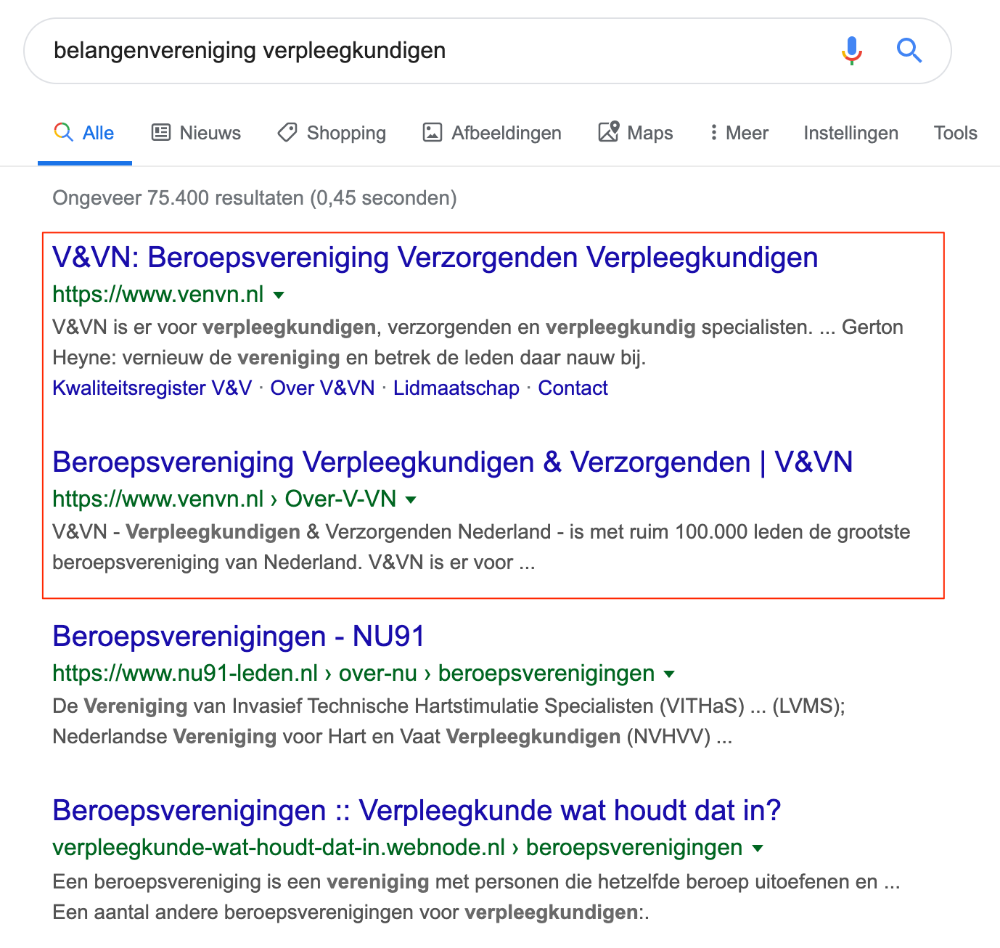 belangenvereniging verpleegkundigen
Alle Nieuws Shopping Afbeeldingen Maps Meer Instellingen Tools
Ongeveer 75.400 resultaten (0,45 seconden)
V&VN: Beroepsvereniging Verzorgenden Verpleegkundigen
https://www.venvn.nl
V&VN is er voor verpleegkundigen, verzorgenden en verpleegkundig specialisten. ... Gerton
Heyne: vernieuw de vereniging en betrek de leden daar nauw bij.
Kwaliteitsregister V&V · Over V&VN · Lidmaatschap · Contact
Beroepsvereniging Verpleegkundigen & Verzorgenden | V&VN
https://www.venvn.nl › Over-V-VN
V&VN - Verpleegkundigen & Verzorgenden Nederland - is met ruim 100.000 leden de grootste
beroepsvereniging van Nederland. V&VN is er voor ...
Beroepsverenigingen - NU91
https://www.nu91-leden.nl › over-nu › beroepsverenigingen
De Vereniging van Invasief Technische Hartstimulatie Specialisten (VITHaS) ... (LVMS);
Nederlandse Vereniging voor Hart en Vaat Verpleegkundigen (NVHVV) ...
Beroepsverenigingen :: Verpleegkunde wat houdt dat in?
verpleegkunde-wat-houdt-dat-in.webnode.nl › beroepsverenigingen
Een beroepsvereniging is een vereniging met personen die hetzelfde beroep uitoefenen en ...
Een aantal andere beroepsverenigingen voor verpleegkundigen:.